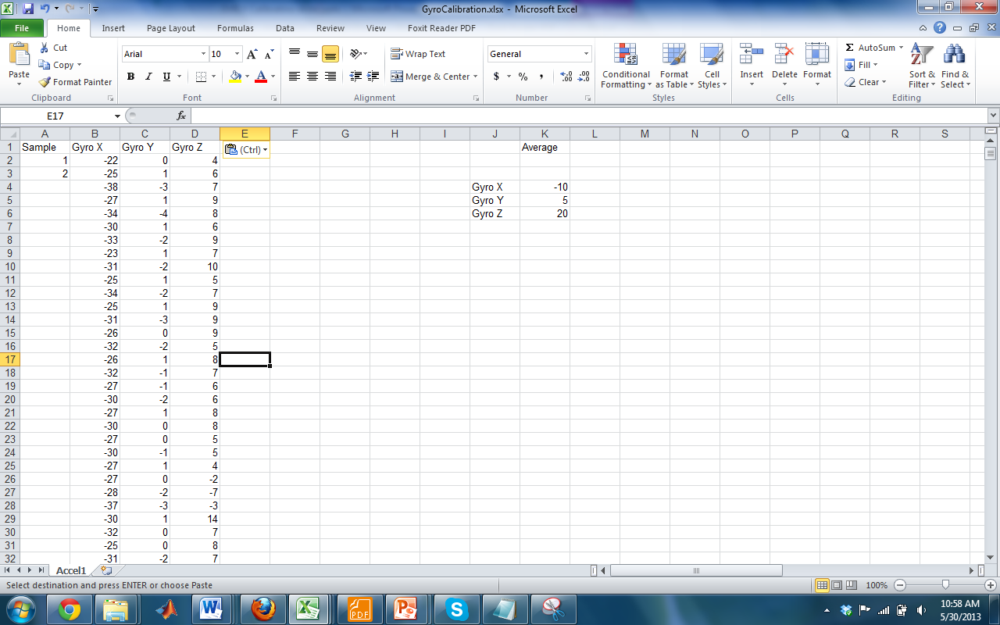 GyroCalibration.xlsx - Microsoft Excel
File Home Insert Page Layout Formulas Data Review View Foxit Reader PDF
Paste Cut Copy Format Painter Clipboard
Arial 10 A A B I U A Font
Wrap Text Merge & Center Alignment
General $ % , .00 .0 Number
Conditional Formatting Format as Table Cell Styles Styles
Insert Delete Format Cells
Σ AutoSum Fill Clear Sort & Filter Find & Select Editing
E17 fx
A B C D E F G H I J K L M N O P Q R S
1 Sample Gyro X Gyro Y Gyro Z (Ctrl) Average
2 1 -22 0 4
3 2 -25 1 6
4 -38 -3 7 Gyro X -10
5 -27 1 9 Gyro Y 5
6 -34 -4 8 Gyro Z 20
7 -30 1 6
8 -33 -2 9
9 -23 1 7
10 -31 -2 10
11 -25 1 5
12 -34 -2 7
13 -25 1 9
14 -31 -3 9
15 -26 0 9
16 -32 -2 5
17 -26 1 8
18 -32 -1 7
19 -27 -1 6
20 -30 -2 6
21 -27 1 8
22 -30 0 8
23 -27 0 5
24 -30 -1 5
25 -27 1 4
26 -27 0 -2
27 -28 -2 -7
28 -37 -3 -3
29 -30 1 14
30 -32 0 7
31 -25 0 8
32 -31 -2 7
Accel1
Select destination and press ENTER or choose Paste 100%
W PDF P S 10:58 AM
5/30/2013